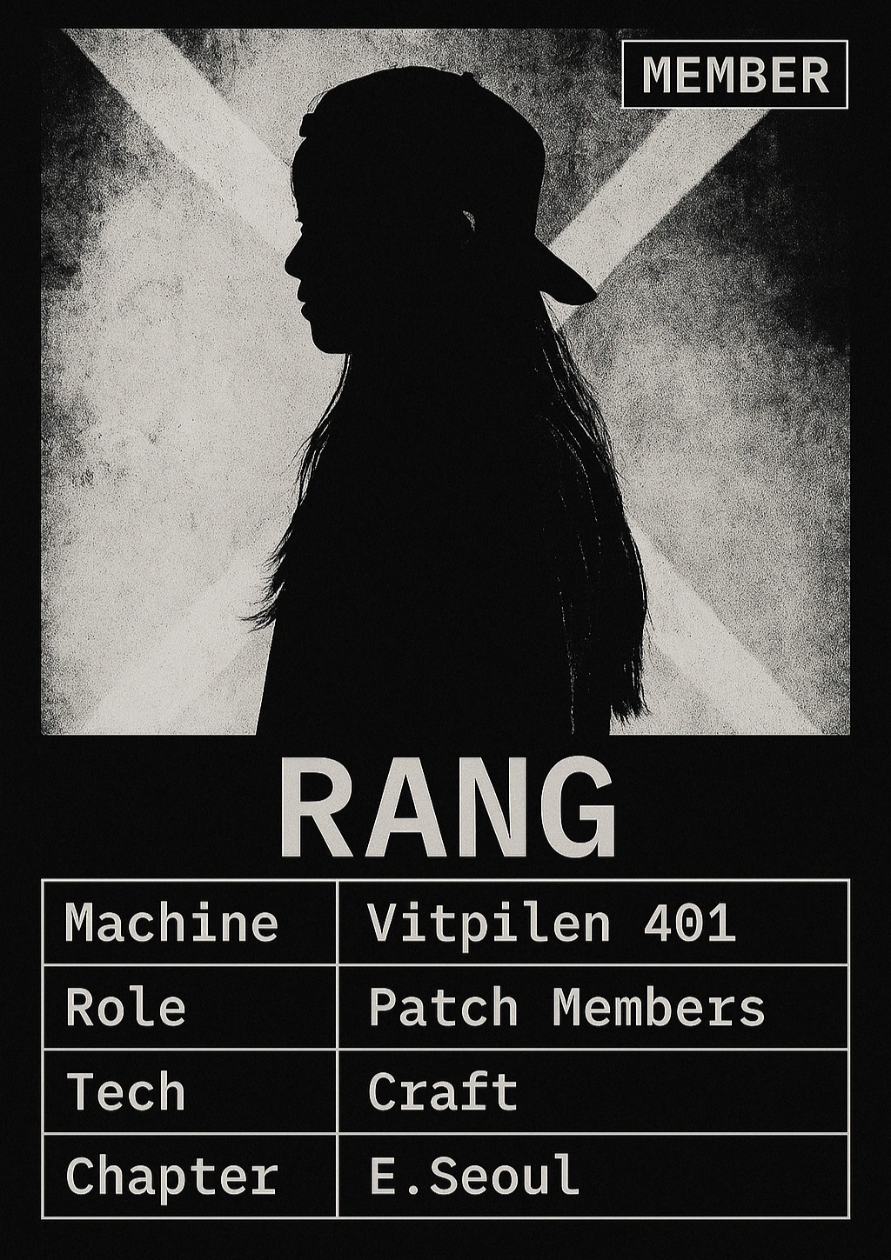 MEMBER
RANG
Machine Vitpilen 401
Role Patch Members
Tech Craft
Chapter E.Seoul